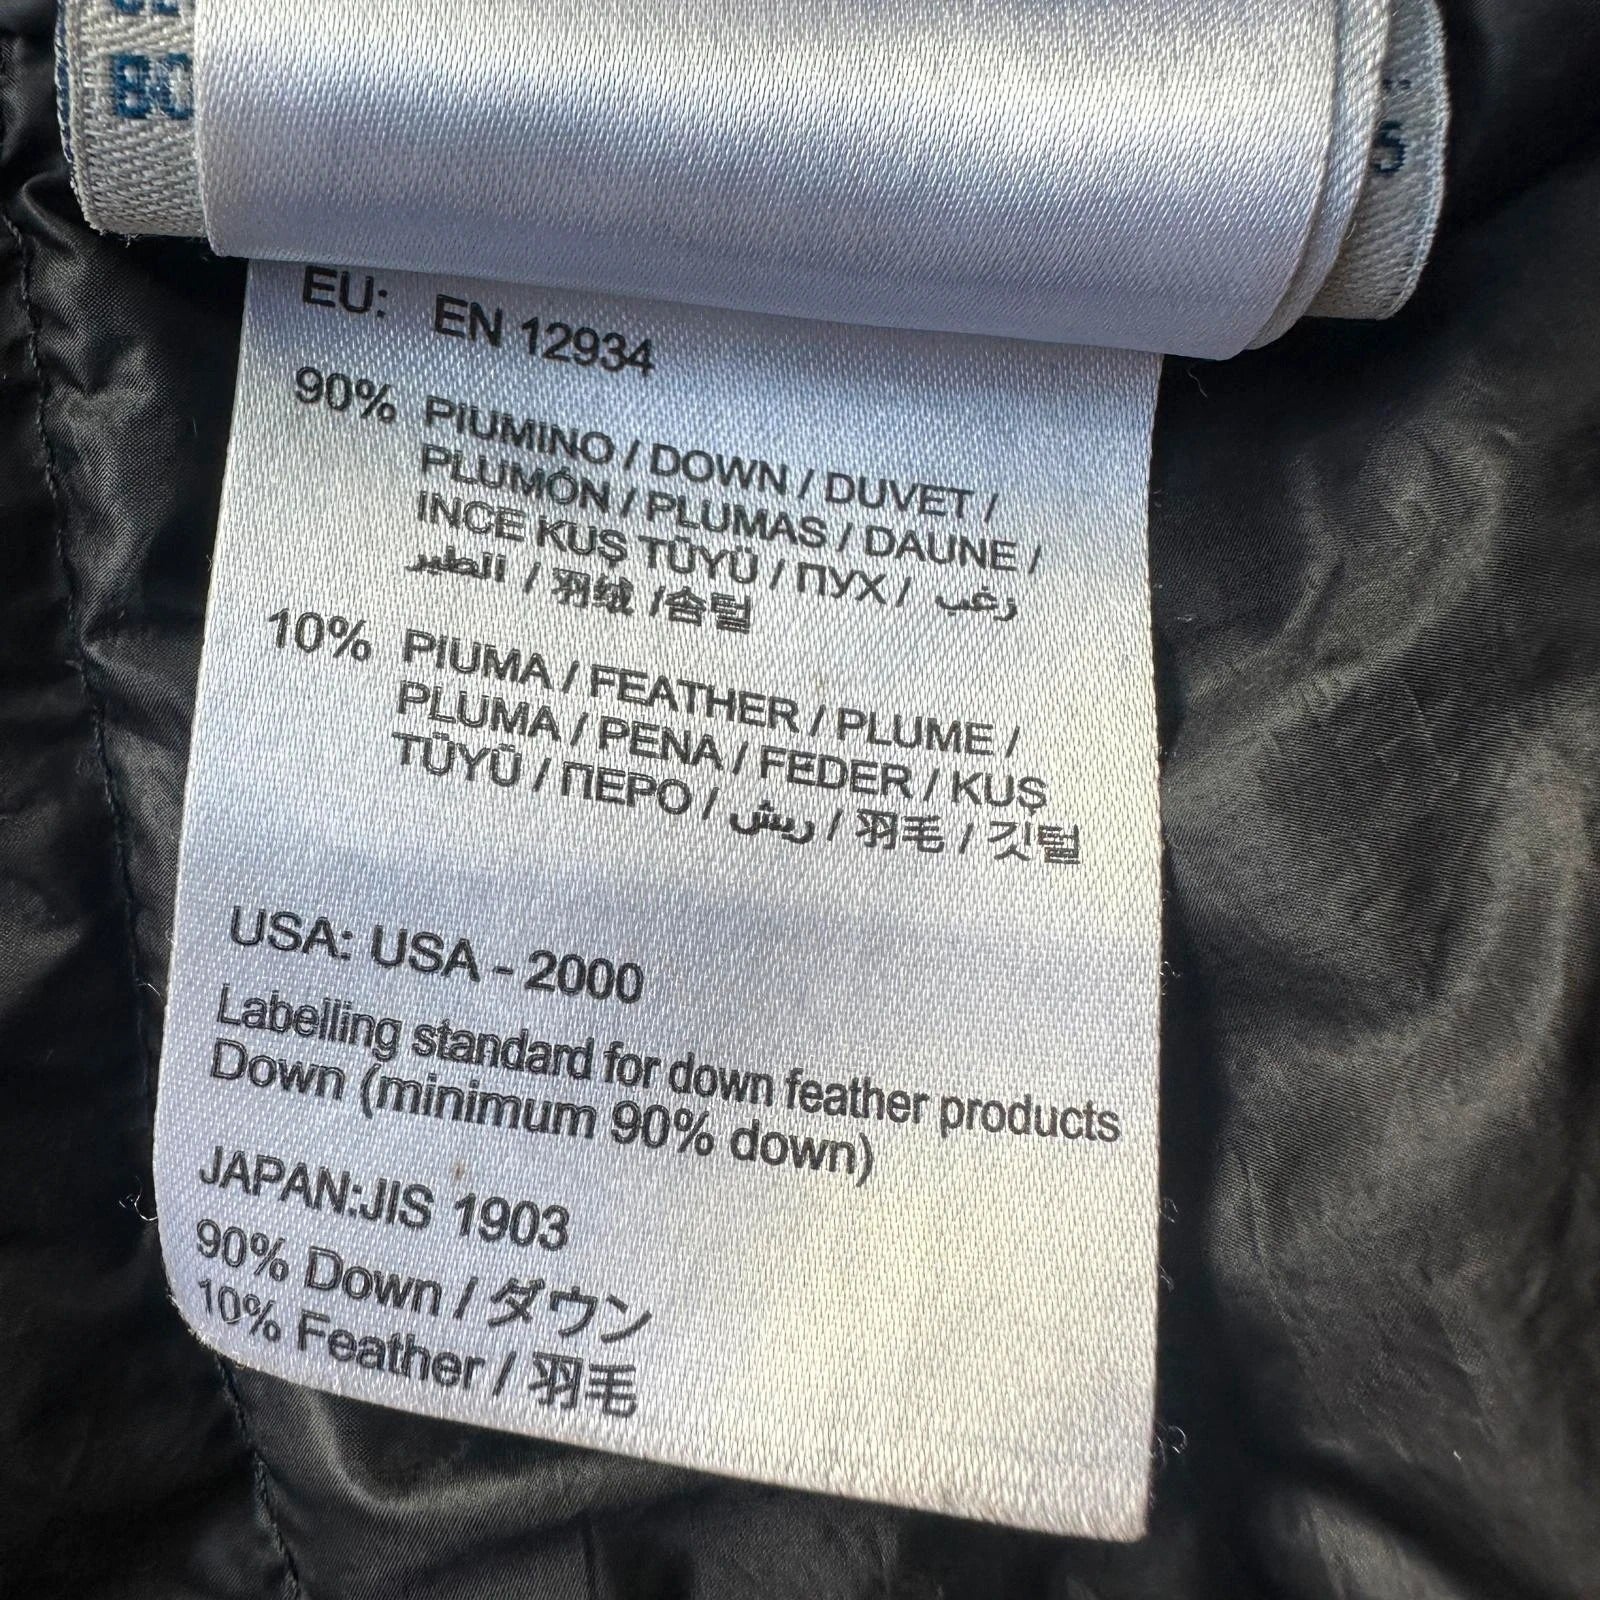 BO
EU: EN 12934
90% PIUMINO / DOWN / DUVET /
PLUMÓN / PLUMAS / DAUNE /
INCE KUŞ TÜYÜ / ПУХ / زغب
الطير / 羽绒 /솜털
10% PIUMA / FEATHER / PLUME /
PLUMA / PENA / FEDER / KUŞ
TÜYÜ / ПЕРО / ريش / 羽毛 / 깃털
USA: USA - 2000
Labelling standard for down feather products
Down (minimum 90% down)
JAPAN:JIS 1903
90% Down / ダウン
10% Feather / 羽毛